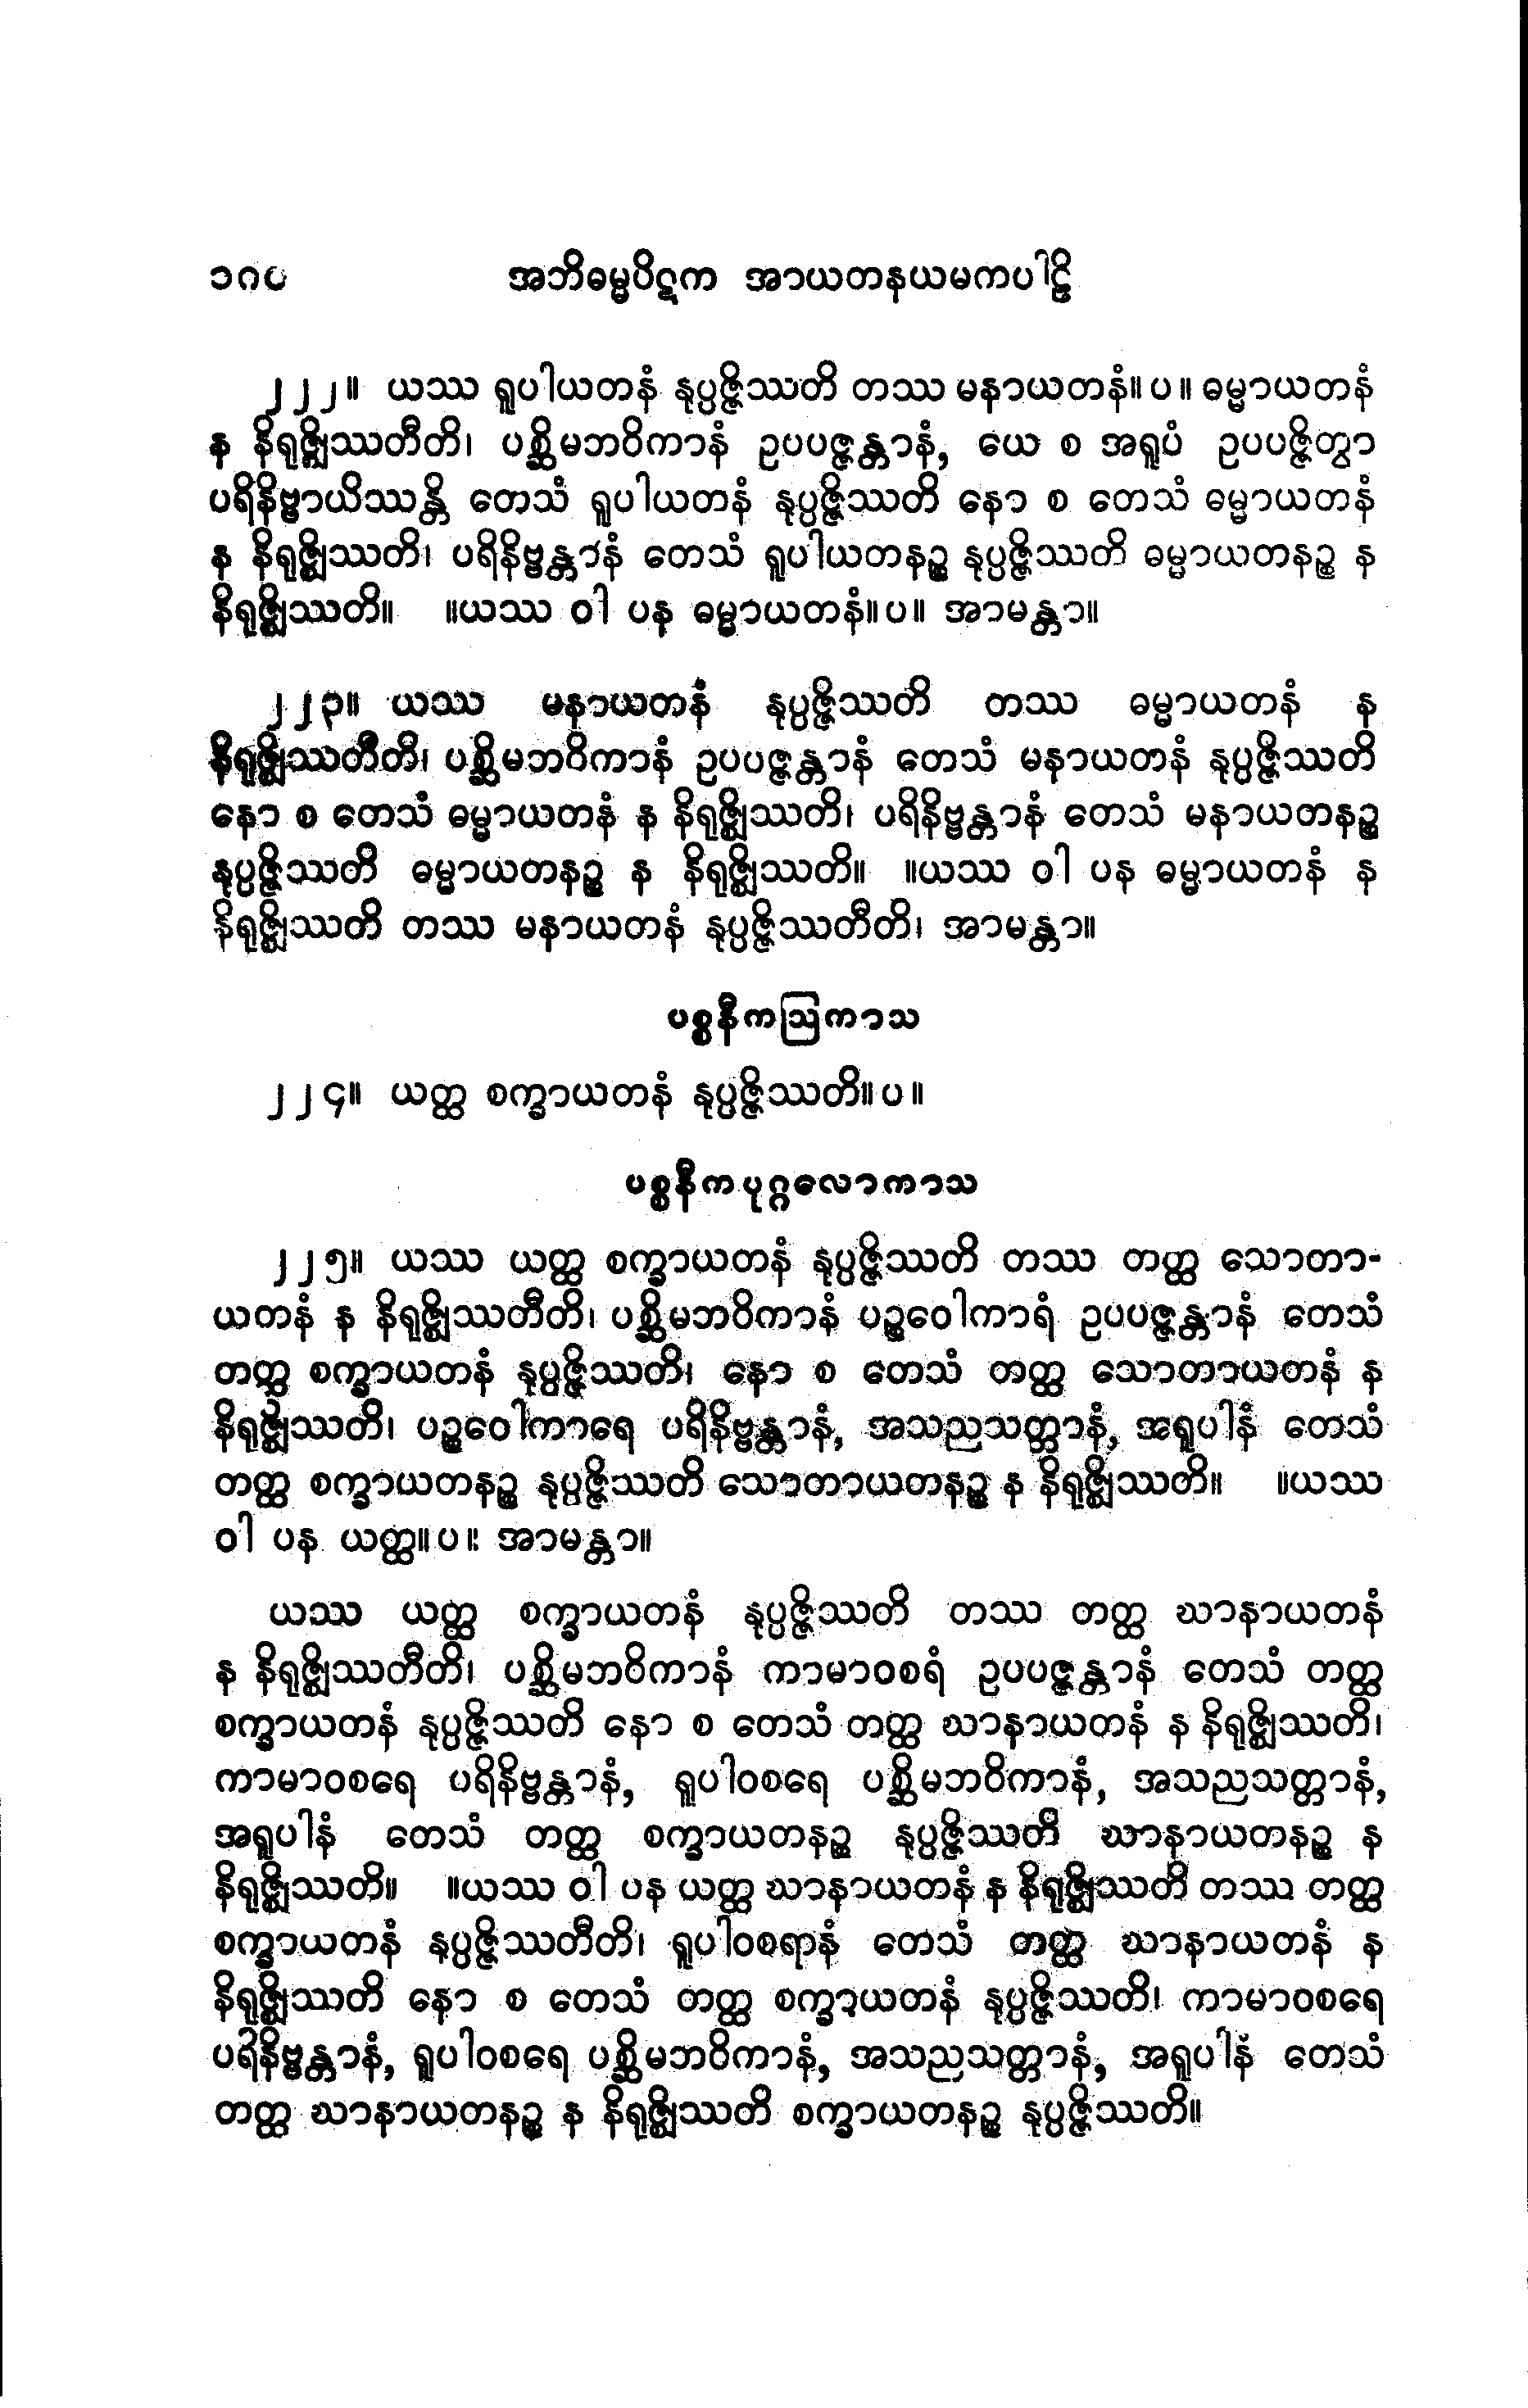 ၁၈၀ အဘိဓမ္မပိဋက အာယတနယမကပါဠိ
၂၂၂။ ယဿ ရူပါယတနံ နုပ္ပဇ္ဇိဿတိ တဿ မနာယတနံ။ပ။ ဓမ္မာယတနံ
န နိရုဇ္ဈိဿတီတိ၊ ပစ္ဆိမဘဝိကာနံ ဥပပဇ္ဇန္တာနံ, ယေ စ အရူပံ ဥပပဇ္ဇိတွာ
ပရိနိဗ္ဗာယိဿန္တိ တေသံ ရူပါယတနံ နုပ္ပဇ္ဇိဿတိ နော စ တေသံ ဓမ္မာယတနံ
န နိရုဇ္ဈိဿတိ၊ ပရိနိဗ္ဗန္တာနံ တေသံ ရူပါယတနဉ္စ နုပ္ပဇ္ဇိဿတိ ဓမ္မာယတနဉ္စ န
နိရုဇ္ဈိဿတိ။ ။ယဿ ဝါ ပန ဓမ္မာယတနံ။ပ။ အာမန္တာ။
၂၂၃။ ယဿ မနာယတနံ နုပ္ပဇ္ဇိဿတိ တဿ ဓမ္မာယတနံ န
နိရုဇ္ဈိဿတီတိ၊ ပစ္ဆိမဘဝိကာနံ ဥပပဇ္ဇန္တာနံ တေသံ မနာယတနံ နုပ္ပဇ္ဇိဿတိ
နော စ တေသံ ဓမ္မာယတနံ န နိရုဇ္ဈိဿတိ၊ ပရိနိဗ္ဗန္တာနံ တေသံ မနာယတနဉ္စ
နုပ္ပဇ္ဇိဿတိ ဓမ္မာယတနဉ္စ န နိရုဇ္ဈိဿတိ။ ။ယဿ ဝါ ပန ဓမ္မာယတနံ န
နိရုဇ္ဈိဿတိ တဿ မနာယတနံ နုပ္ပဇ္ဇိဿတီတိ၊ အာမန္တာ။
ပစ္စနီကဩကာသ
၂၂၄။ ယတ္ထ စက္ခာယတနံ နုပ္ပဇ္ဇိဿတိ။ပ။
ပစ္စနီကပုဂ္ဂလောကာသ
၂၂၅။ ယဿ ယတ္ထ စက္ခာယတနံ နုပ္ပဇ္ဇိဿတိ တဿ တတ္ထ သောတာ-
ယတနံ န နိရုဇ္ဈိဿတီတိ၊ ပစ္ဆိမဘဝိကာနံ ပဉ္စဝေါကာရံ ဥပပဇ္ဇန္တာနံ တေသံ
တတ္ထ စက္ခာယတနံ နုပ္ပဇ္ဇိဿတိ၊ နော စ တေသံ တတ္ထ သောတာယတနံ န
နိရုဇ္ဈိဿတိ၊ ပဉ္စဝေါကာရေ ပရိနိဗ္ဗန္တာနံ, အသညသတ္တာနံ, အရူပါနံ တေသံ
တတ္ထ စက္ခာယတနဉ္စ နုပ္ပဇ္ဇိဿတိ သောတာယတနဉ္စ န နိရုဇ္ဈိဿတိ။ ။ယဿ
ဝါ ပန ယတ္ထ။ပ။ အာမန္တာ။
ယဿ ယတ္ထ စက္ခာယတနံ နုပ္ပဇ္ဇိဿတိ တဿ တတ္ထ ဃာနာယတနံ
န နိရုဇ္ဈိဿတီတိ၊ ပစ္ဆိမဘဝိကာနံ ကာမာဝစရံ ဥပပဇ္ဇန္တာနံ တေသံ တတ္ထ
စက္ခာယတနံ နုပ္ပဇ္ဇိဿတိ နော စ တေသံ တတ္ထ ဃာနာယတနံ န နိရုဇ္ဈိဿတိ၊
ကာမာဝစရေ ပရိနိဗ္ဗန္တာနံ, ရူပါဝစရေ ပစ္ဆိမဘဝိကာနံ, အသညသတ္တာနံ,
အရူပါနံ တေသံ တတ္ထ စက္ခာယတနဉ္စ နုပ္ပဇ္ဇိဿတိ ဃာနာယတနဉ္စ န
နိရုဇ္ဈိဿတိ။ ။ယဿ ဝါ ပန ယတ္ထ ဃာနာယတနံ န နိရုဇ္ဈိဿတိ တဿ တတ္ထ
စက္ခာယတနံ နုပ္ပဇ္ဇိဿတီတိ၊ ရူပါဝစရာနံ တေသံ တတ္ထ ဃာနာယတနံ န
နိရုဇ္ဈိဿတိ နော စ တေသံ တတ္ထ စက္ခာယတနံ နုပ္ပဇ္ဇိဿတိ၊ ကာမာဝစရေ
ပရိနိဗ္ဗန္တာနံ, ရူပါဝစရေ ပစ္ဆိမဘဝိကာနံ, အသညသတ္တာနံ, အရူပါနံ တေသံ
တတ္ထ ဃာနာယတနဉ္စ န နိရုဇ္ဈိဿတိ စက္ခာယတနဉ္စ နုပ္ပဇ္ဇိဿတိ။